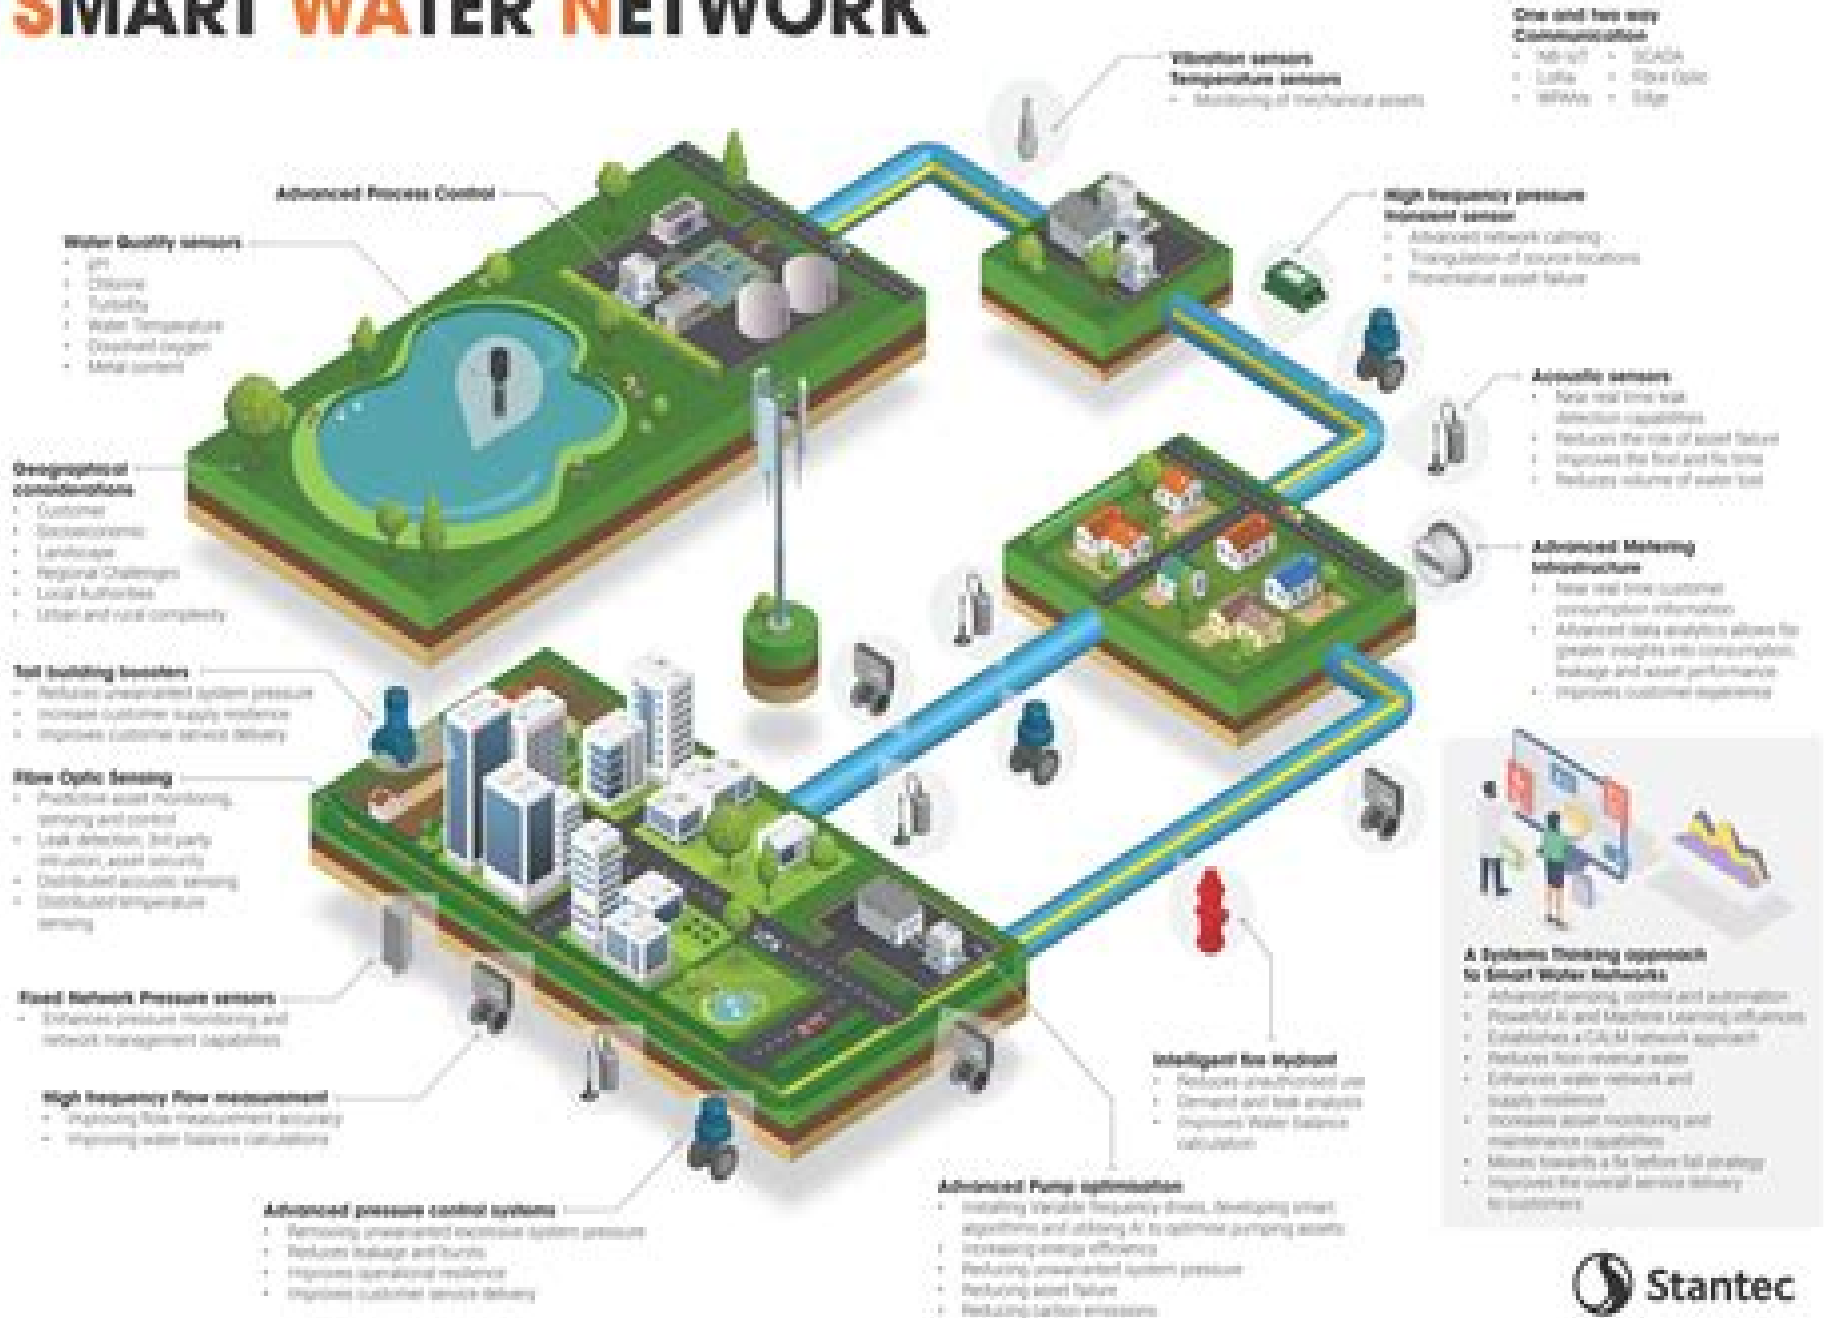 SMART WATER NETWORK
One and two way
Communication
• NB-IoT • SCADA
• LoRa • Fibre Optic
• WPANs • Edge
Vibration sensors
Temperature sensors
• Monitoring of mechanical assets
Advanced Process Control
High frequency pressure
transient sensor
• Advanced network calming
• Triangulation of source locations
• Preventative asset failure
Water Quality sensors
• pH
• Chlorine
• Turbidity
• Water Temperature
• Dissolved oxygen
• Metal content
Acoustic sensors
• Near real time leak
detection capabilities
• Reduces the risk of asset failure
• Improves the find and fix time
• Reduces volume of water lost
Geographical
considerations
• Customer
• Socioeconomic
• Landscape
• Regional Challenges
• Local Authorities
• Urban and rural complexity
Advanced Metering
Infrastructure
• Near real time customer
consumption information
• Advanced data analytics allows for
greater insights into consumption,
leakage and asset performance
• Improves customer experience
Tall building boosters
• Reduces unwarranted system pressure
• Increase customer supply resilience
• Improves customer service delivery
Fibre Optic Sensing
• Predictive asset monitoring,
sensing and control
• Leak detection, 3rd party
intrusion, asset security
• Distributed acoustic sensing
• Distributed temperature
sensing
A Systems Thinking approach
to Smart Water Networks
• Advanced sensing, control and automation
• Powerful AI and Machine Learning influences
• Establishes a CALM network approach
• Reduces Non-revenue water
• Enhances water network and
supply resilience
• Increases asset monitoring and
maintenance capabilities
• Moves towards a fix before fail strategy
• Improves the overall service delivery
to customers
Fixed Network Pressure sensors
• Enhances pressure monitoring and
network management capabilities
High frequency Flow measurement
• Improving flow measurement accuracy
• Improving water balance calculations
Intelligent fire Hydrant
• Reduces unauthorised use
• Demand and leak analysis
• Improves Water balance
calculation
Advanced pressure control systems
• Removing unwarranted excessive system pressure
• Reduces leakage and bursts
• Improves operational resilience
• Improves customer service delivery
Advanced Pump optimisation
• Installing Variable frequency drives, developing smart
algorithms and utilising AI to optimise pumping assets
• Increasing energy efficiency
• Reducing unwarranted system pressure
• Reducing asset failure
• Reducing carbon emissions
Stantec